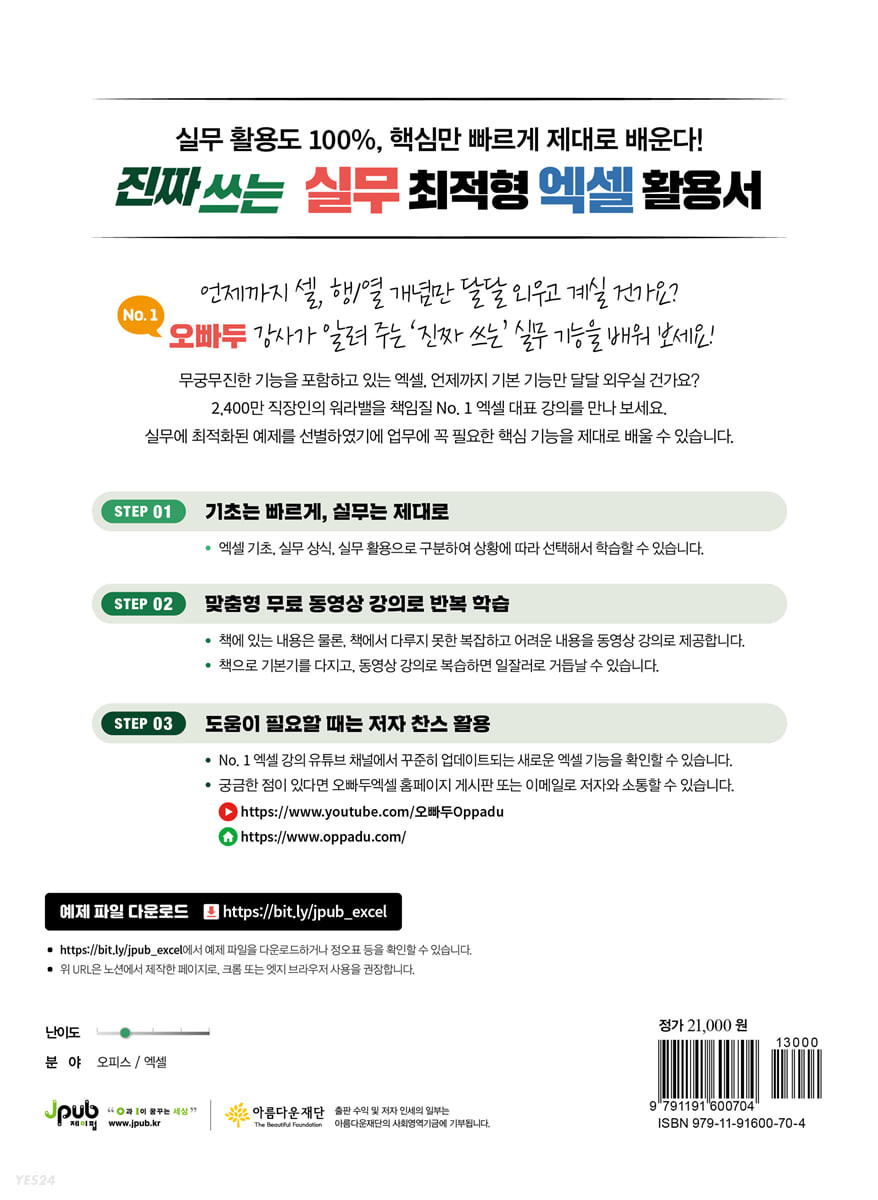 실무 활용도 100%, 핵심만 빠르게 제대로 배운다!
진짜 쓰는 실무 최적형 엑셀 활용서
언제까지 셀, 행/열 개념만 달달 외우고 계실 건가요?
No. 1
오빠두 강사가 알려 주는 ‘진짜 쓰는’ 실무 기능을 배워 보세요!
무궁무진한 기능을 포함하고 있는 엑셀, 언제까지 기본 기능만 달달 외우실 건가요?
2,400만 직장인의 워라밸을 책임질 No. 1 엑셀 대표 강의를 만나 보세요.
실무에 최적화된 예제를 선별하였기에 업무에 꼭 필요한 핵심 기능을 제대로 배울 수 있습니다.
STEP 01 기초는 빠르게, 실무는 제대로
• 엑셀 기초, 실무 상식, 실무 활용으로 구분하여 상황에 따라 선택해서 학습할 수 있습니다.
STEP 02 맞춤형 무료 동영상 강의로 반복 학습
• 책에 있는 내용은 물론, 책에서 다루지 못한 복잡하고 어려운 내용을 동영상 강의로 제공합니다.
• 책으로 기본기를 다지고, 동영상 강의로 복습하면 일잘러로 거듭날 수 있습니다.
STEP 03 도움이 필요할 때는 저자 찬스 활용
• No. 1 엑셀 강의 유튜브 채널에서 꾸준히 업데이트되는 새로운 엑셀 기능을 확인할 수 있습니다.
• 궁금한 점이 있다면 오빠두엑셀 홈페이지 게시판 또는 이메일로 저자와 소통할 수 있습니다.
https://www.youtube.com/오빠두Oppadu
https://www.oppadu.com/
예제 파일 다운로드 https://bit.ly/jpub_excel
• https://bit.ly/jpub_excel에서 예제 파일을 다운로드하거나 정오표 등을 확인할 수 있습니다.
• 위 URL은 노션에서 제작한 페이지로, 크롬 또는 엣지 브라우저 사용을 권장합니다.
난이도
분 야 오피스 / 엑셀
정가 21,000 원
13000
9 791191 600704
ISBN 979-11-91600-70-4
Jpub
제이펍
“ O과 I이 꿈꾸는 세상 ”
www.jpub.kr
아름다운재단
The Beautiful Foundation
출판 수익 및 저자 인세의 일부는
아름다운재단의 사회영역기금에 기부됩니다.
YES24